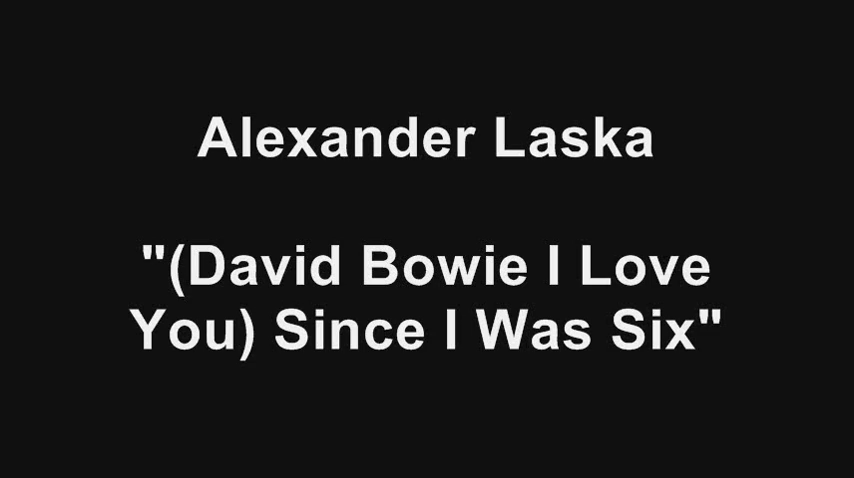 Alexander Laska
"(David Bowie I Love
You) Since I Was Six"